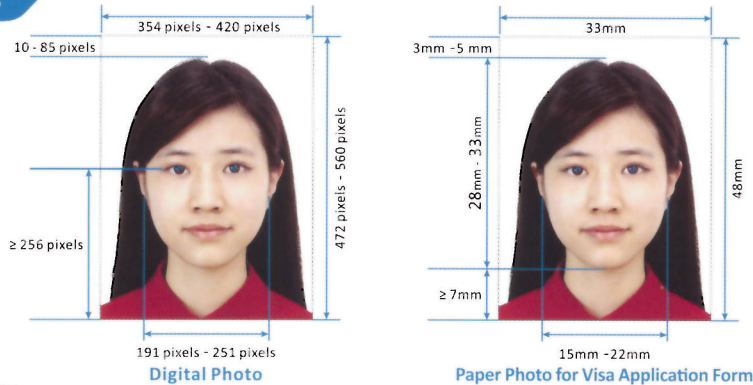 354 pixels - 420 pixels
10 - 85 pixels
472 pixels - 560 pixels
≥ 256 pixels
191 pixels - 251 pixels
Digital Photo
33mm
3mm -5 mm
28mm - 33mm
48mm
≥ 7mm
15mm -22mm
Paper Photo for Visa Application Form